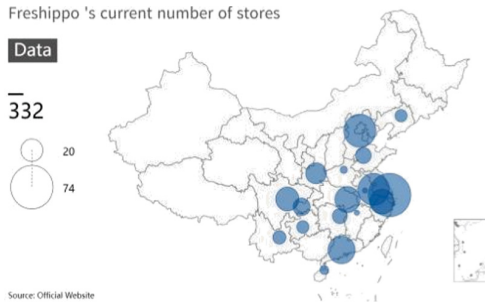 Freshippo 's current number of stores
Data
332
20
74
Source: Official Website